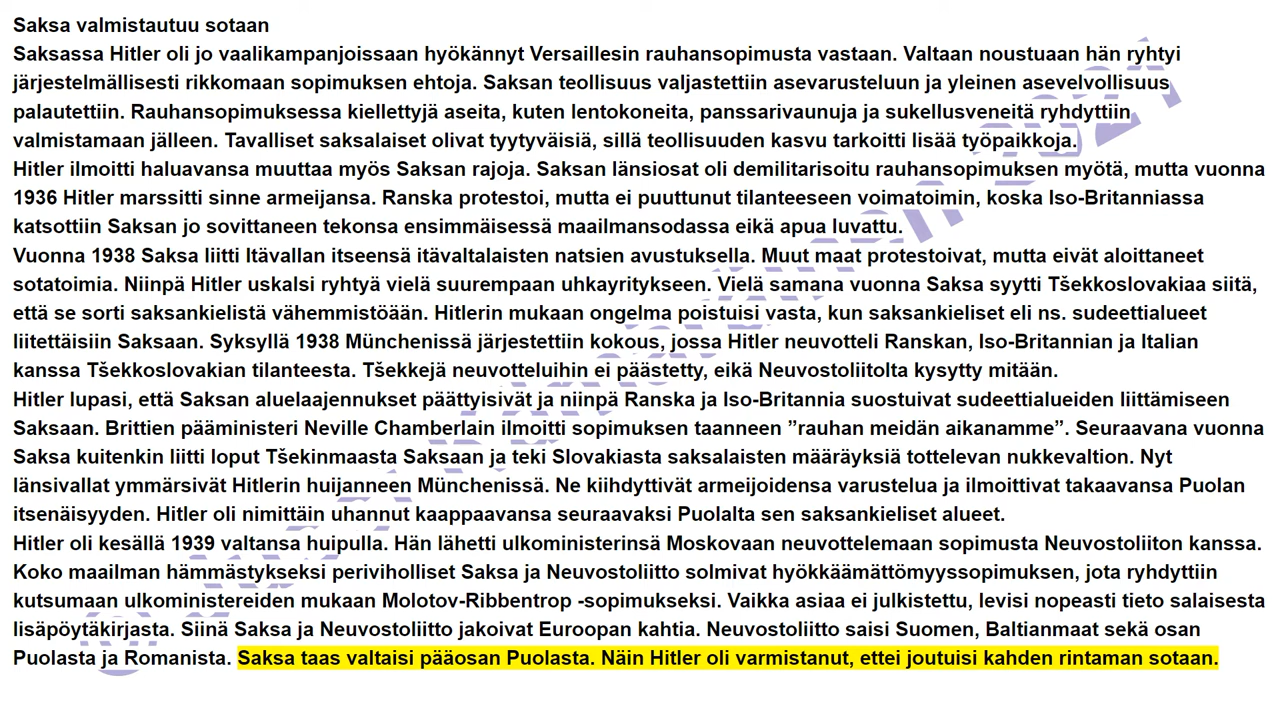 Saksa valmistautuu sotaan
Saksassa Hitler oli jo vaalikampanjoissaan hyökännyt Versaillesin rauhansopimusta vastaan. Valtaan noustuaan hän ryhtyi
järjestelmällisesti rikkomaan sopimuksen ehtoja. Saksan teollisuus valjastettiin asevarusteluun ja yleinen asevelvollisuus
palautettiin. Rauhansopimuksessa kiellettyjä aseita, kuten lentokoneita, panssarivaunuja ja sukellusveneitä ryhdyttiin
valmistamaan jälleen. Tavalliset saksalaiset olivat tyytyväisiä, sillä teollisuuden kasvu tarkoitti lisää työpaikkoja.
Hitler ilmoitti haluavansa muuttaa myös Saksan rajoja. Saksan länsiosat oli demilitarisoitu rauhansopimuksen myötä, mutta vuonna
1936 Hitler marssitti sinne armeijansa. Ranska protestoi, mutta ei puuttunut tilanteeseen voimatoimin, koska Iso-Britanniassa
katsottiin Saksan jo sovittaneen tekonsa ensimmäisessä maailmansodassa eikä apua luvattu.
Vuonna 1938 Saksa liitti Itävallan itseensä itävaltalaisten natsien avustuksella. Muut maat protestoivat, mutta eivät aloittaneet
sotatoimia. Niinpä Hitler uskalsi ryhtyä vielä suurempaan uhkayritykseen. Vielä samana vuonna Saksa syytti Tšekkoslovakiaa siitä,
että se sorti saksankielistä vähemmistöään. Hitlerin mukaan ongelma poistuisi vasta, kun saksankieliset eli ns. sudeettialueet
liitettäisiin Saksaan. Syksyllä 1938 Münchenissä järjestettiin kokous, jossa Hitler neuvotteli Ranskan, Iso-Britannian ja Italian
kanssa Tšekkoslovakian tilanteesta. Tšekkejä neuvotteluihin ei päästetty, eikä Neuvostoliitolta kysytty mitään.
Hitler lupasi, että Saksan aluelaajennukset päättyisivät ja niinpä Ranska ja Iso-Britannia suostuivat sudeettialueiden liittämiseen
Saksaan. Brittien pääministeri Neville Chamberlain ilmoitti sopimuksen taanneen ”rauhan meidän aikanamme”. Seuraavana vuonna
Saksa kuitenkin liitti loput Tšekinmaasta Saksaan ja teki Slovakiasta saksalaisten määräyksiä tottelevan nukkevaltion. Nyt
länsivallat ymmärsivät Hitlerin huijanneen Münchenissä. Ne kiihdyttivät armeijoidensa varustelua ja ilmoittivat takaavansa Puolan
itsenäisyyden. Hitler oli nimittäin uhannut kaappaavansa seuraavaksi Puolalta sen saksankieliset alueet.
Hitler oli kesällä 1939 valtansa huipulla. Hän lähetti ulkoministerinsä Moskovaan neuvottelemaan sopimusta Neuvostoliiton kanssa.
Koko maailman hämmästykseksi periviholliset Saksa ja Neuvostoliitto solmivat hyökkäämättömyyssopimuksen, jota ryhdyttiin
kutsumaan ulkoministereiden mukaan Molotov-Ribbentrop -sopimukseksi. Vaikka asiaa ei julkistettu, levisi nopeasti tieto salaisesta
lisäpöytäkirjasta. Siinä Saksa ja Neuvostoliitto jakoivat Euroopan kahtia. Neuvostoliitto saisi Suomen, Baltianmaat sekä osan
Puolasta ja Romanista. Saksa taas valtaisi pääosan Puolasta. Näin Hitler oli varmistanut, ettei joutuisi kahden rintaman sotaan.